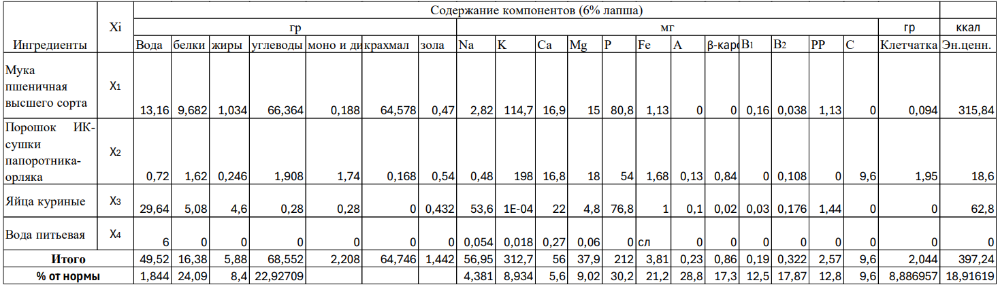 Содержание компонентов (6% лапша)
Ингредиенты Xi гр мг гр ккал
Вода белки жиры углеводы моно и ди крахмал зола Na K Ca Mg P Fe A β-каро B1 B2 PP C Клетчатка Эн.ценн.
Мука
пшеничная
высшего сорта X1 13,16 9,682 1,034 66,364 0,188 64,578 0,47 2,82 114,7 16,9 15 80,8 1,13 0 0 0,16 0,038 1,13 0 0,094 315,84
Порошок ИК-
сушки
папоротника-
орляка X2 0,72 1,62 0,246 1,908 1,74 0,168 0,54 0,48 198 16,8 18 54 1,68 0,13 0,84 0 0,108 0 9,6 1,95 18,6
Яйца куриные X3 29,64 5,08 4,6 0,28 0,28 0 0,432 53,6 1E-04 22 4,8 76,8 1 0,1 0,02 0,03 0,176 1,44 0 0 62,8
Вода питьевая X4 6 0 0 0 0 0 0 0,054 0,018 0,27 0,06 0 сл 0 0 0 0 0 0 0 0
Итого 49,52 16,38 5,88 68,552 2,208 64,746 1,442 56,95 312,7 56 37,9 212 3,81 0,23 0,86 0,19 0,322 2,57 9,6 2,044 397,24
% от нормы 1,844 24,09 8,4 22,92709 4,381 8,934 5,6 9,02 30,2 21,2 28,8 17,3 12,5 17,87 12,8 9,6 8,886957 18,91619